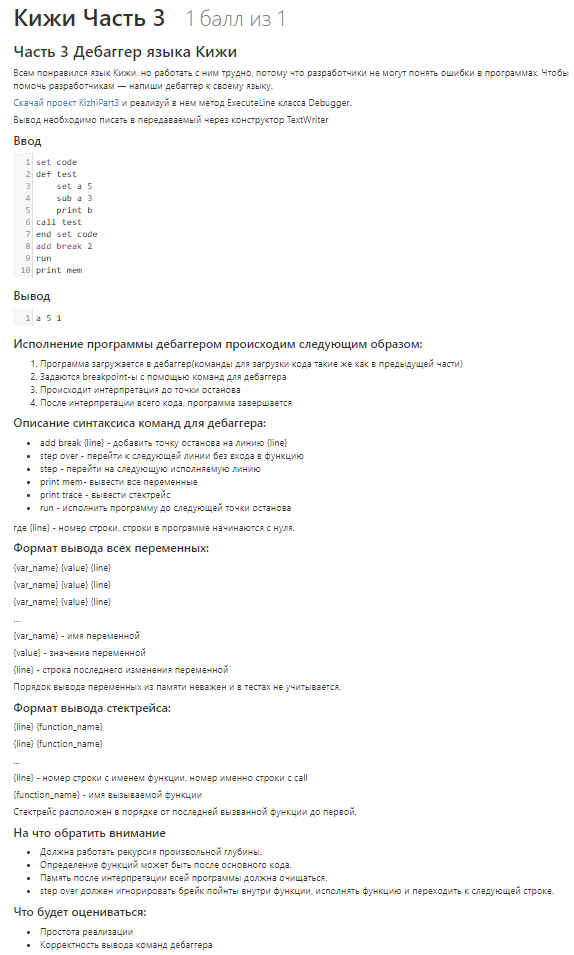 Кижи Часть 3 1 балл из 1
Часть 3 Дебаггер языка Кижи
Всем понравился язык Кижи, но работать с ним трудно, потому что разработчики не могут понять ошибки в программах. Чтобы
помочь разработчикам — напиши дебаггер к своему языку.
Скачай проект KizhiPart3 и реализуй в нем метод ExecuteLine класса Debugger.
Вывод необходимо писать в передаваемый через конструктор TextWriter
Ввод
1 set code
2 def test
3 set a 5
4 sub a 3
5 print b
6 call test
7 end set code
8 add break 2
9 run
10 print mem
Вывод
1 a 5 1
Исполнение программы дебаггером происходим следующим образом:
1. Программа загружается в дебаггер(команды для загрузки кода такие же как в предыдущей части)
2. Задаются breakpoint-ы с помощью команд для дебаггера
3. Происходит интерпретация до точки останова
4. После интерпретации всего кода, программа завершается
Описание синтаксиса команд для дебаггера:
• add break {line} - добавить точку останова на линию {line}
• step over - перейти к следующей линии без входа в функцию
• step - перейти на следующую исполняемую линию
• print mem- вывести все переменные
• print trace - вывести стектрейс
• run - исполнить программу до следующей точки останова
где {line} - номер строки, строки в программе начинаются с нуля.
Формат вывода всех переменных:
{var_name} {value} {line}
{var_name} {value} {line}
{var_name} {value} {line}
...
{var_name} - имя переменной
{value} - значение переменной
{line} - строка последнего изменения переменной
Порядок вывода переменных из памяти неважен и в тестах не учитывается.
Формат вывода стектрейса:
{line} {function_name}
{line} {function_name}
...
{line} - номер строки с именем функции, номер именно строки с call
{function_name} - имя вызываемой функции
Стектрейс расположен в порядке от последней вызванной функции до первой.
На что обратить внимание
• Должна работать рекурсия произвольной глубины.
• Определение функций может быть после основного кода.
• Память после интерпретации всей программы должна очищаться.
• step over должен игнорировать брейк пойнты внутри функции, исполнять функцию и переходить к следующей строке.
Что будет оцениваться:
• Простота реализации
• Корректность вывода команд дебаггера